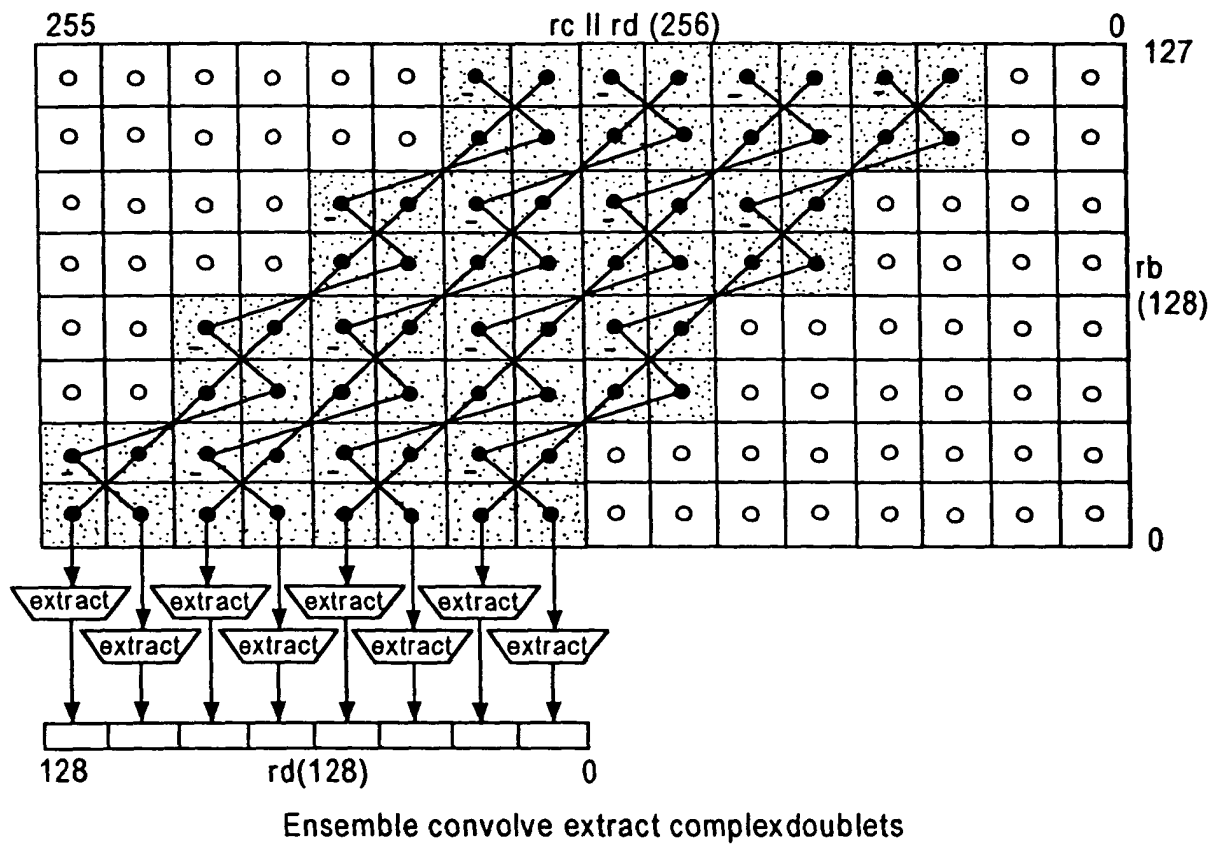 255 rc || rd (256) 0
127
rb
(128)
0
extract extract extract extract
extract extract extract extract
128 rd(128) 0
Ensemble convolve extract complexdoublets